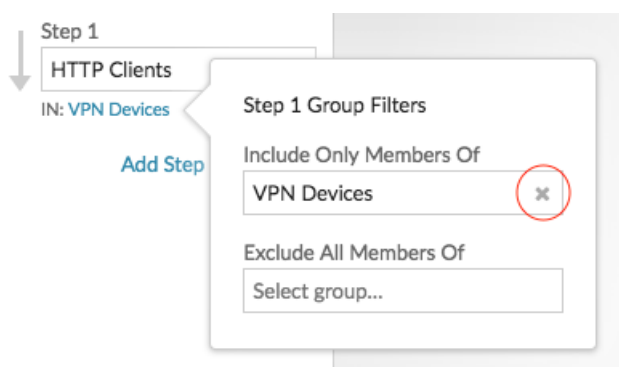 Step 1
HTTP Clients
IN: VPN Devices
Add Step
Step 1 Group Filters
Include Only Members Of
VPN Devices
Exclude All Members Of
Select group...